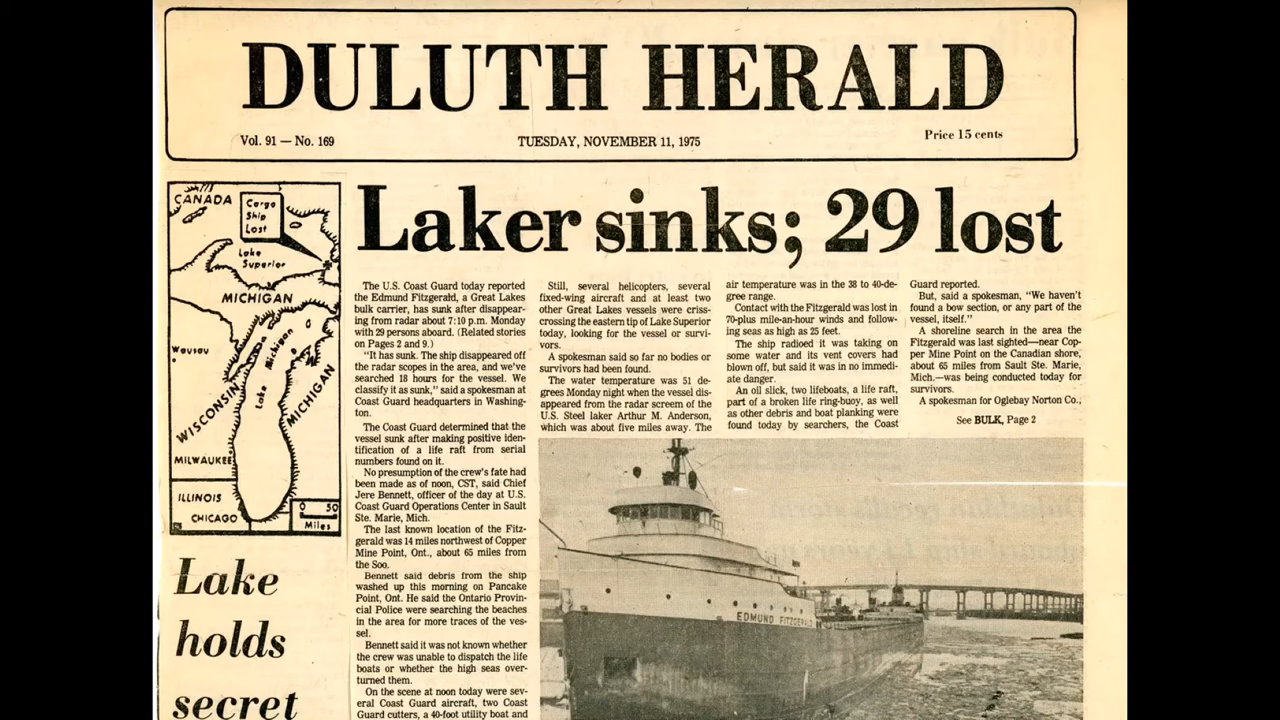 DULUTH HERALD
Vol. 91 — No. 169
TUESDAY, NOVEMBER 11, 1975
Price 15 cents
CANADA
Cargo
Ship
Lost
Lake
Superior
MICHIGAN
Wausau
WISCONSIN
Lake Michigan
MICHIGAN
MILWAUKEE
ILLINOIS
CHICAGO
0 50
Miles
Lake
holds
secret
Laker sinks; 29 lost
The U.S. Coast Guard today reported
the Edmund Fitzgerald, a Great Lakes
bulk carrier, has sunk after disappear-
ing from radar about 7:10 p.m. Monday
with 29 persons aboard. (Related stories
on Pages 2 and 9.)
"It has sunk. The ship disappeared off
the radar scopes in the area, and we've
searched 18 hours for the vessel. We
classify it as sunk," said a spokesman at
Coast Guard headquarters in Washing-
ton.
The Coast Guard determined that the
vessel sunk after making positive iden-
tification of a life raft from serial
numbers found on it.
No presumption of the crew's fate had
been made as of noon, CST, said Chief
Jere Bennett, officer of the day at U.S.
Coast Guard Operations Center in Sault
Ste. Marie, Mich.
The last known location of the Fitz-
gerald was 14 miles northwest of Copper
Mine Point, Ont., about 65 miles from
the Soo.
Bennett said debris from the ship
washed up this morning on Pancake
Point, Ont. He said the Ontario Provin-
cial Police were searching the beaches
in the area for more traces of the ves-
sel.
Bennett said it was not known whether
the crew was unable to dispatch the life
boats or whether the high seas over-
turned them.
On the scene at noon today were sev-
eral Coast Guard aircraft, two Coast
Guard cutters, a 40-foot utility boat and
Still, several helicopters, several
fixed-wing aircraft and at least two
other Great Lakes vessels were criss-
crossing the eastern tip of Lake Superior
today, looking for the vessel or survi-
vors.
A spokesman said so far no bodies or
survivors had been found.
The water temperature was 51 de-
grees Monday night when the vessel dis-
appeared from the radar screem of the
U.S. Steel laker Arthur M. Anderson,
which was about five miles away. The
air temperature was in the 38 to 40-de-
gree range.
Contact with the Fitzgerald was lost in
70-plus mile-an-hour winds and follow-
ing seas as high as 25 feet.
The ship radioed it was taking on
some water and its vent covers had
blown off, but said it was in no immedi-
ate danger.
An oil slick, two lifeboats, a life raft,
part of a broken life ring-buoy, as well
as other debris and boat planking were
found today by searchers, the Coast
Guard reported.
But, said a spokesman, "We haven't
found a bow section, or any part of the
vessel, itself."
A shoreline search in the area the
Fitzgerald was last sighted—near Cop-
per Mine Point on the Canadian shore,
about 65 miles from Sault Ste. Marie,
Mich.—was being conducted today for
survivors.
A spokesman for Oglebay Norton Co.,
See BULK, Page 2
EDMUND FITZGERALD